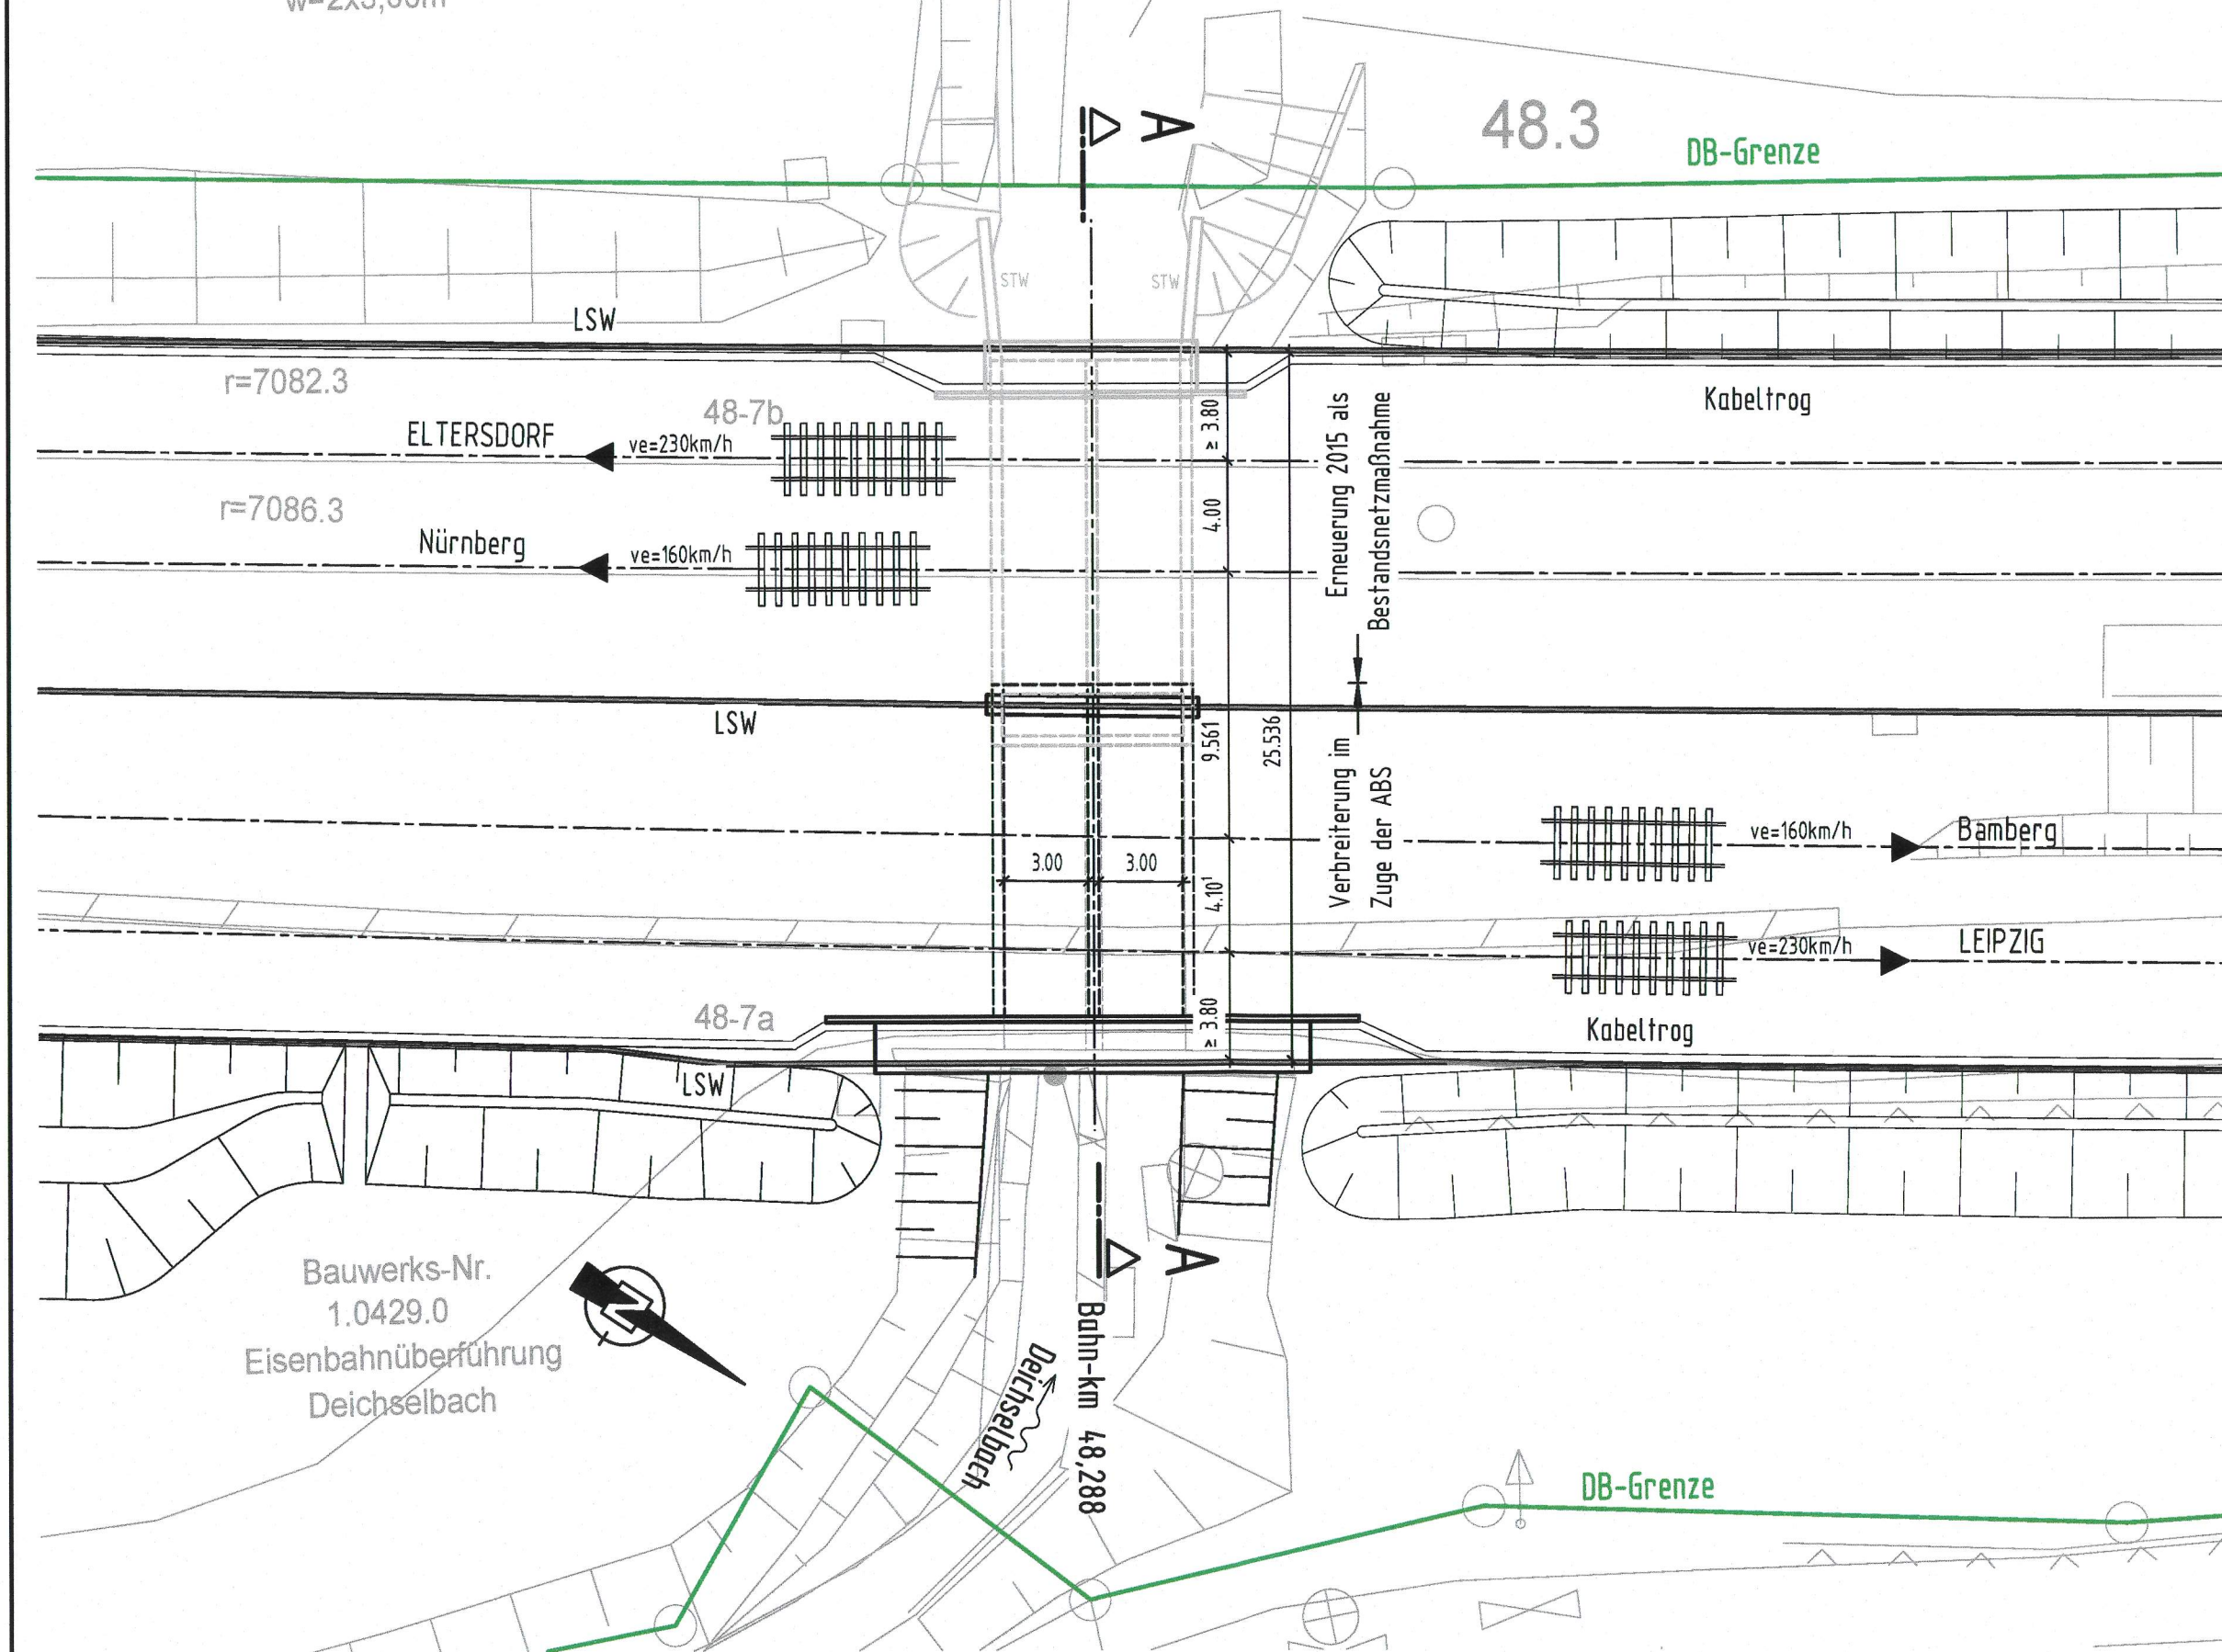 A
48.3
DB-Grenze
STW
STW
LSW
r=7082.3
48-7b
Kabeltrog
ELTERSDORF
ve=230km/h
≥ 3.80
Erneuerung 2015 als
Bestandsnetzmaßnahme
r=7086.3
4.00
Nürnberg
ve=160km/h
LSW
9.561
25.536
Verbreiterung im
Zuge der ABS
ve=160km/h
Bamberg
3.00
3.00
4.10¹
ve=230km/h
LEIPZIG
48-7a
≥ 3.80
Kabeltrog
LSW
A
Bauwerks-Nr.
1.0429.0
Eisenbahnüberführung
Deichselbach
N
Deichselbach
Bahn-km 48,288
DB-Grenze